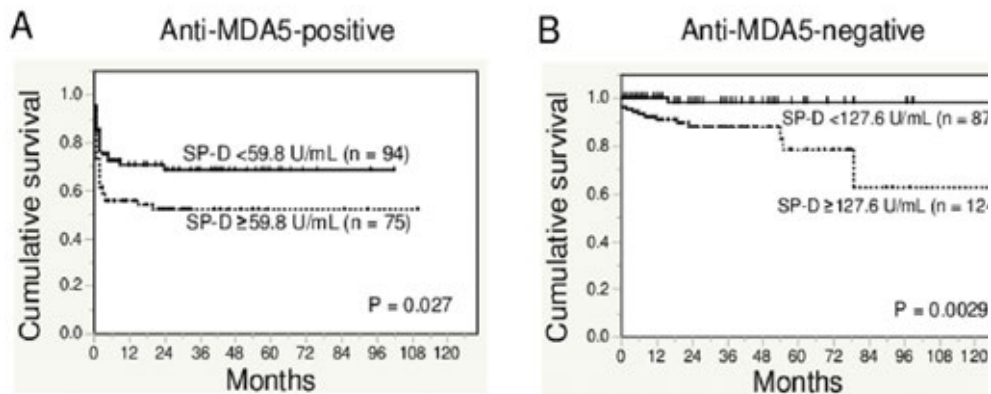 A Anti-MDA5-positive
Cumulative survival
1.0
0.8
0.6
0.4
0.2
0.0
SP-D <59.8 U/mL (n = 94)
SP-D ≥59.8 U/mL (n = 75)
P = 0.027
0 12 24 36 48 60 72 84 96 108 120
Months
B Anti-MDA5-negative
Cumulative survival
1.0
0.8
0.6
0.4
0.2
0.0
SP-D <127.6 U/mL (n = 87
SP-D ≥127.6 U/mL (n = 124
P = 0.0029
0 12 24 36 48 60 72 84 96 108 120
Months